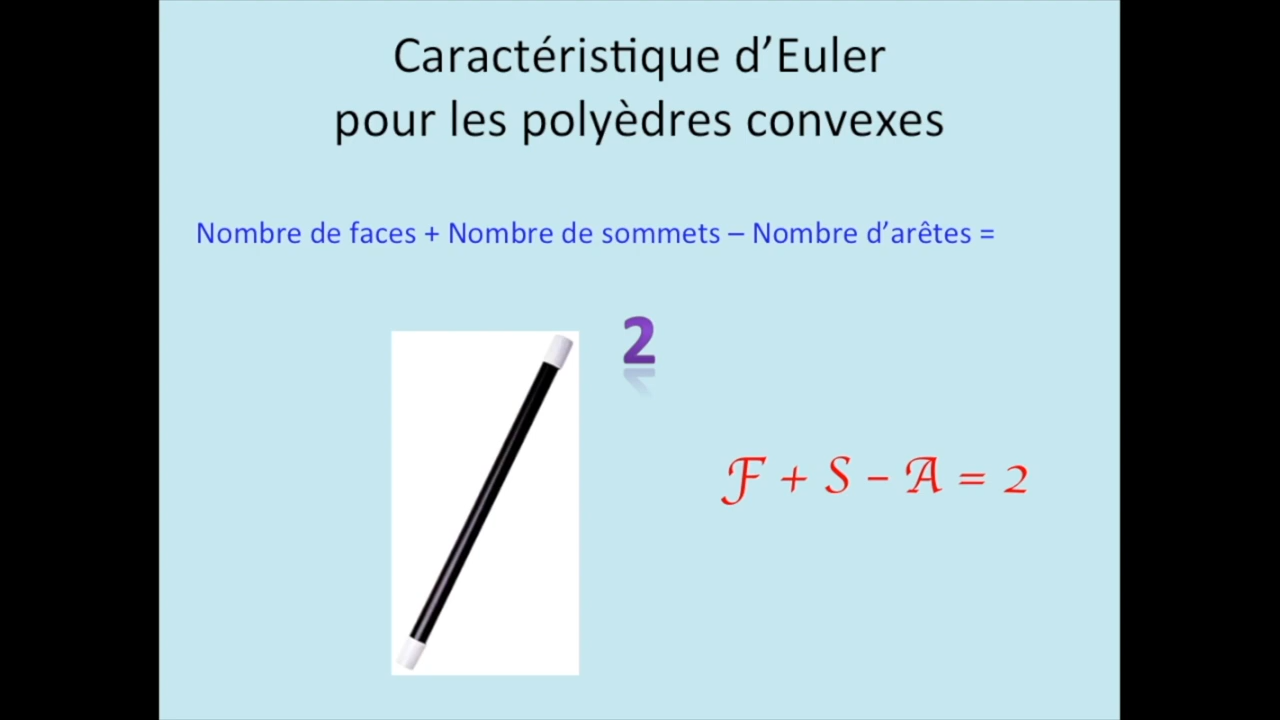 Caractéristique d’Euler
pour les polyèdres convexes
Nombre de faces + Nombre de sommets – Nombre d’arêtes =
2
F + S – A = 2